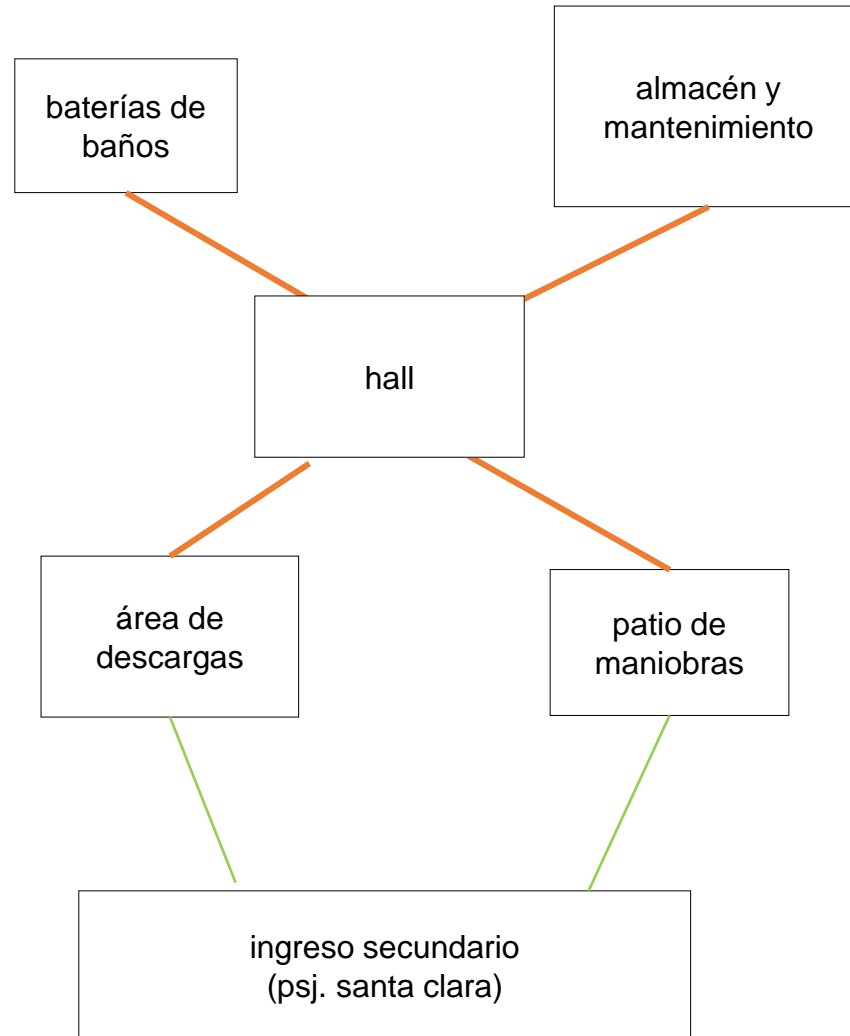 baterías de
baños
almacén y
mantenimiento
hall
área de
descargas
patio de
maniobras
ingreso secundario
(psj. santa clara)